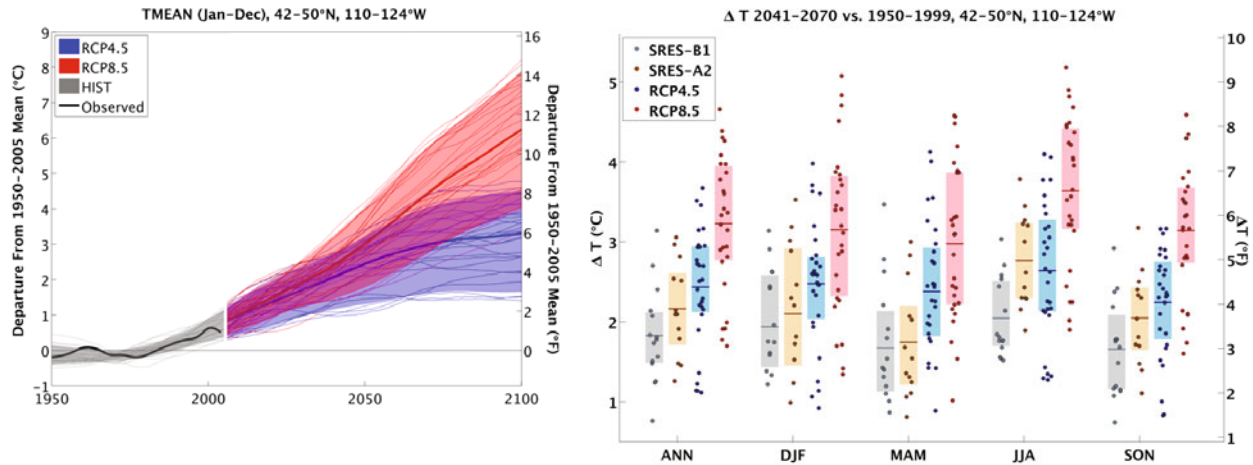 TMEAN (Jan-Dec), 42-50°N, 110-124°W
Departure From 1950-2005 Mean (°C)
9
8
7
6
5
4
3
2
1
0
-1
RCP4.5
RCP8.5
HIST
Observed
1950
2000
2050
2100
16
14
12
10
8
6
4
2
0
Departure From 1950-2005 Mean (°F)
Δ T 2041-2070 vs. 1950-1999, 42-50°N, 110-124°W
Δ T (°C)
5
4
3
2
1
SRES-B1
SRES-A2
RCP4.5
RCP8.5
ANN
DJF
MAM
JJA
SON
10
9
8
7
6
5
4
3
2
1
ΔT (°F)